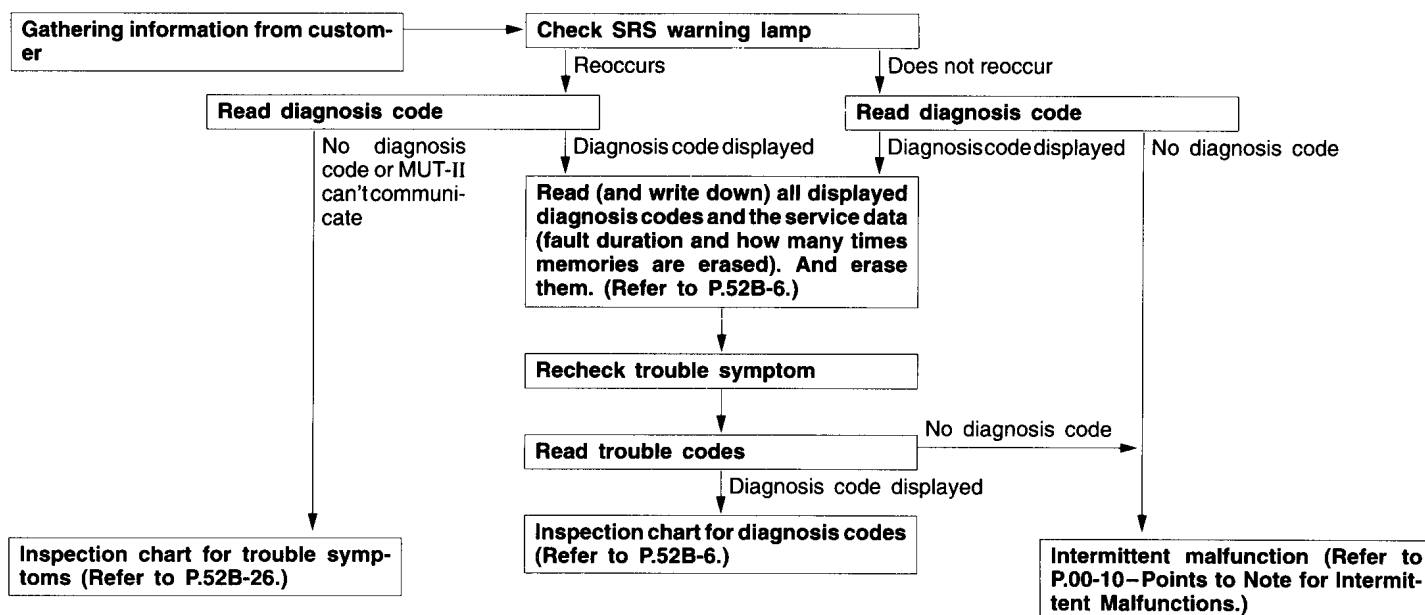 Gathering information from custom-
er
Check SRS warning lamp
Reoccurs
Does not reoccur
Read diagnosis code
Read diagnosis code
No diagnosis
code or MUT-II
can't communi-
cate
Diagnosis code displayed
Diagnosis code displayed
No diagnosis code
Read (and write down) all displayed
diagnosis codes and the service data
(fault duration and how many times
memories are erased). And erase
them. (Refer to P.52B-6.)
Recheck trouble symptom
Read trouble codes
No diagnosis code
Diagnosis code displayed
Inspection chart for trouble symp-
toms (Refer to P.52B-26.)
Inspection chart for diagnosis codes
(Refer to P.52B-6.)
Intermittent malfunction (Refer to
P.00-10–Points to Note for Intermit-
tent Malfunctions.)